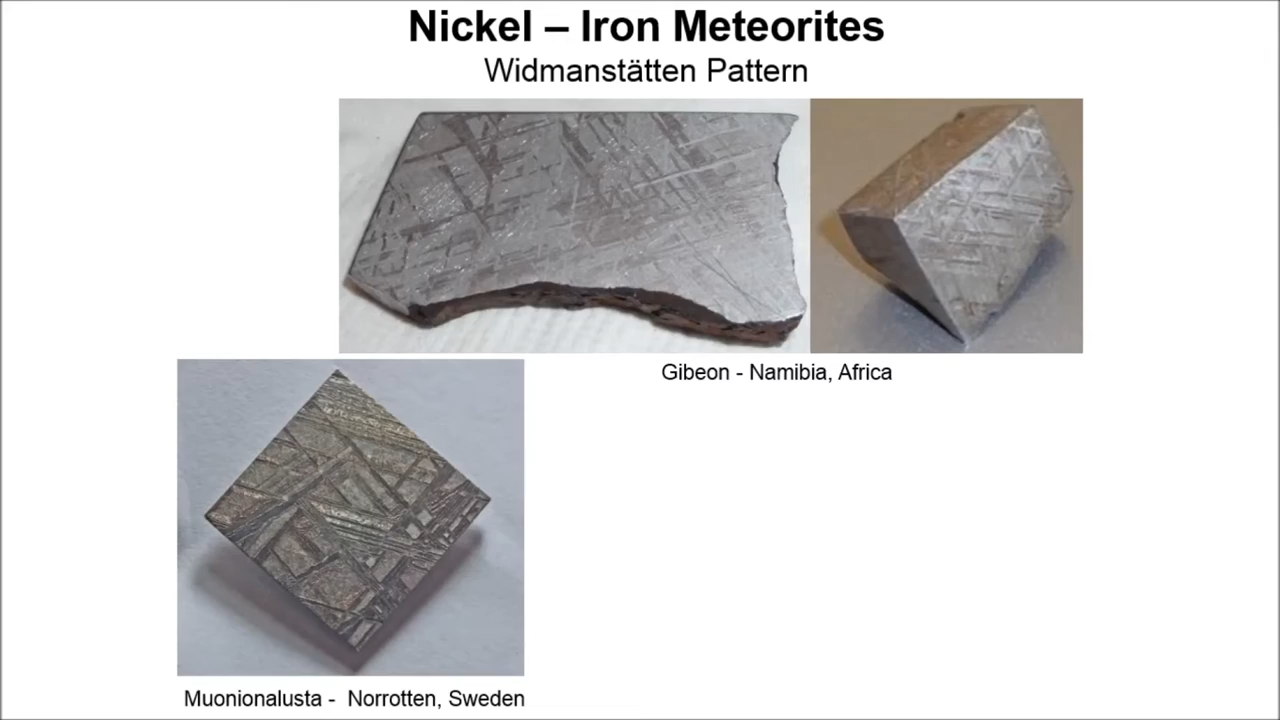 Nickel – Iron Meteorites
Widmanstätten Pattern
Gibeon - Namibia, Africa
Muonionalusta -  Norrotten, Sweden